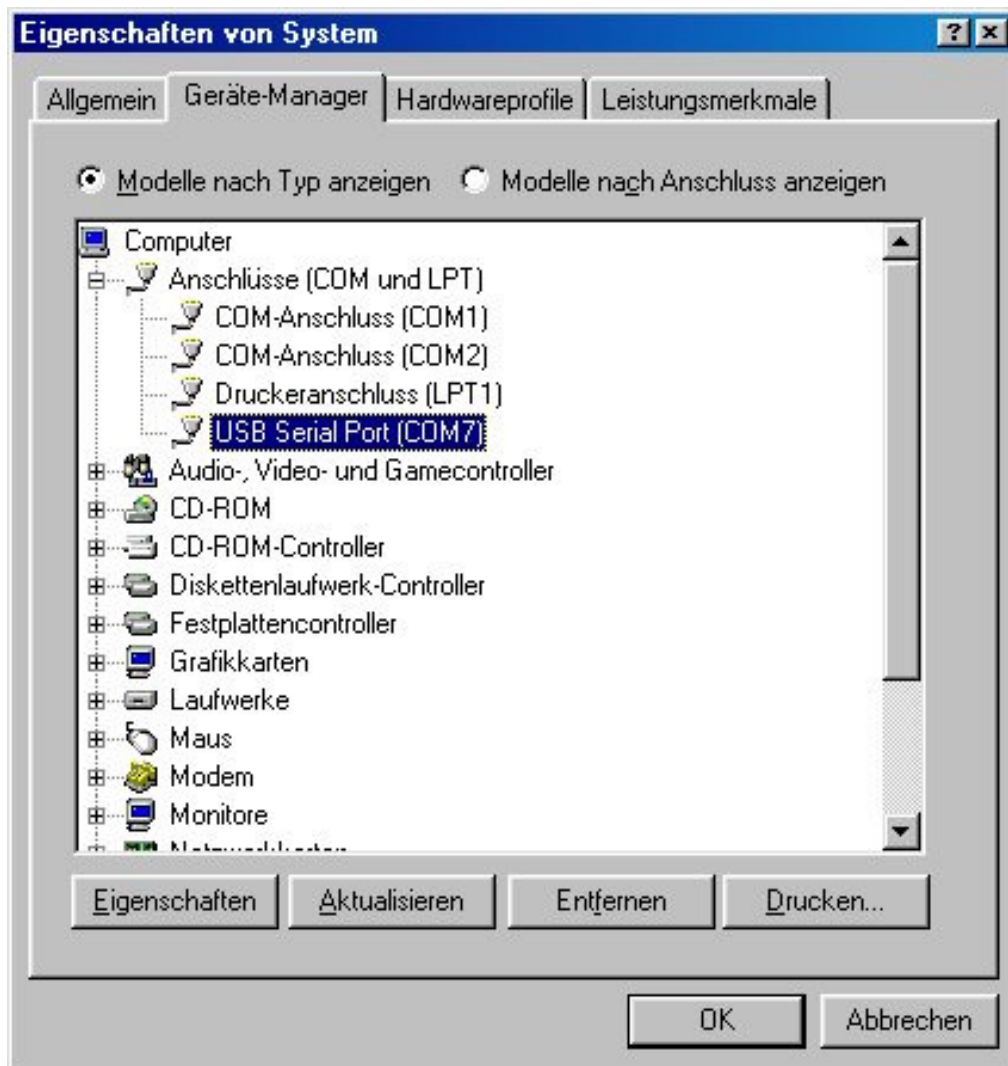 Eigenschaften von System
Allgemein Geräte-Manager Hardwareprofile Leistungsmerkmale
Modelle nach Typ anzeigen Modelle nach Anschluss anzeigen
Computer
Anschlüsse (COM und LPT)
COM-Anschluss (COM1)
COM-Anschluss (COM2)
Druckeranschluss (LPT1)
USB Serial Port (COM7)
Audio-, Video- und Gamecontroller
CD-ROM
CD-ROM-Controller
Diskettenlaufwerk-Controller
Festplattencontroller
Grafikkarten
Laufwerke
Maus
Modem
Monitore
Eigenschaften Aktualisieren Entfernen Drucken...
OK Abbrechen